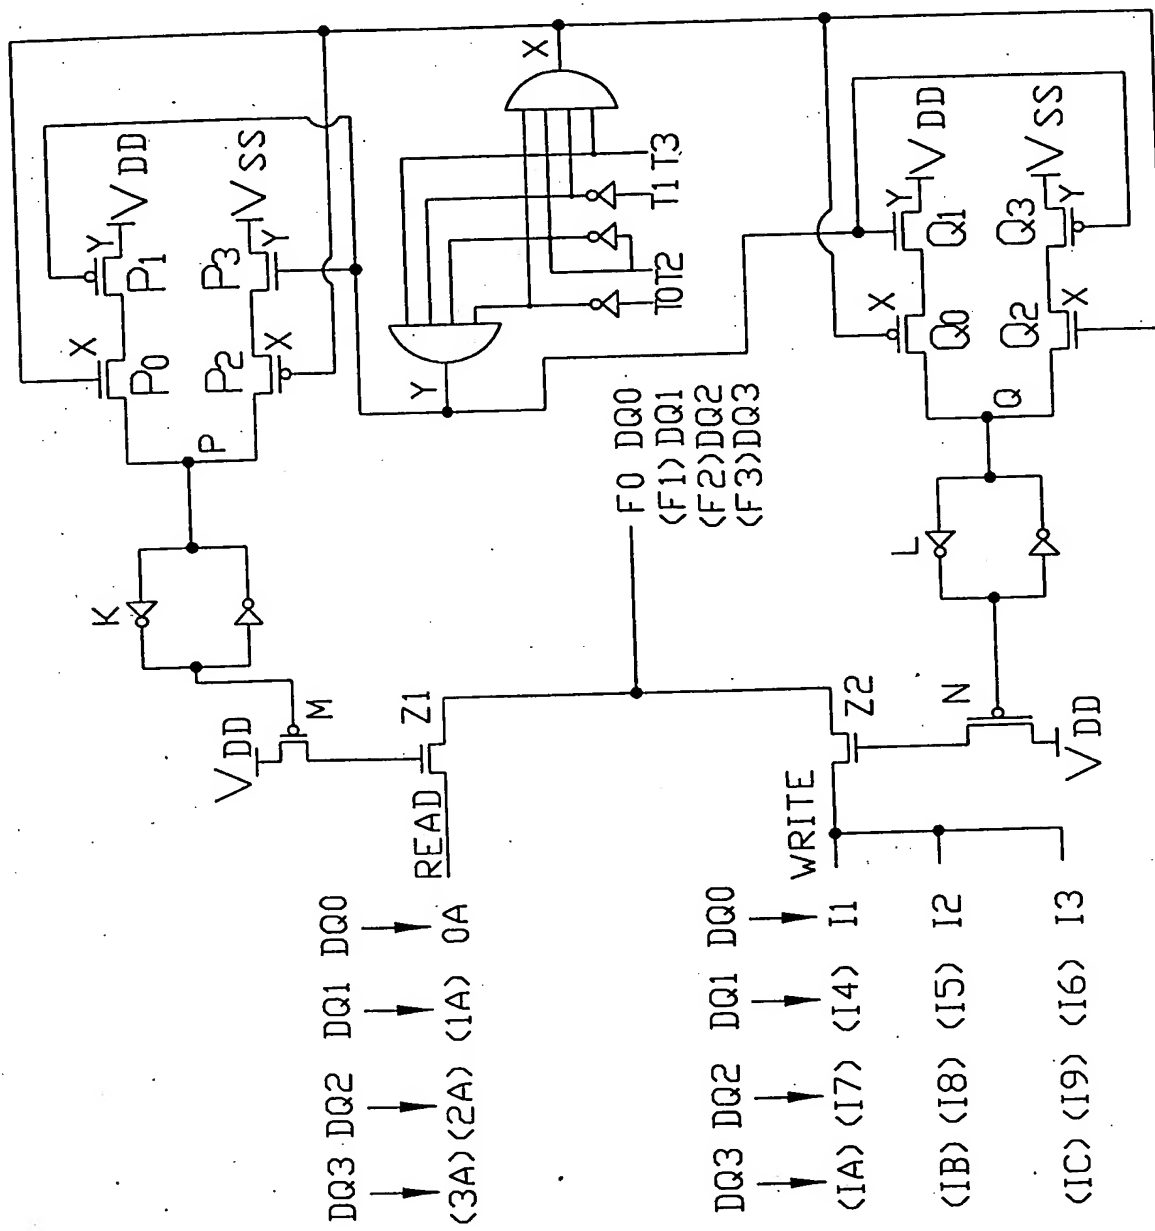 X
Y
VDD
Y
VSS
X
P1
P3
X
P0
P2
P
T3
T1
T2
T0
Y
Y
VDD
Y
VSS
Q1
Q3
X
X
Q0
Q2
Q
K
L
M
N
VDD
VDD
Z1
Z2
F0 DQ0
(F1)DQ1
(F2)DQ2
(F3)DQ3
READ
WRITE
DQ3 DQ2 DQ1 DQ0
(3A)(2A) (1A) 0A
DQ3 DQ2 DQ1 DQ0
(IA) (I7) (I4) I1
(IB) (I8) (I5) I2
(IC) (I9) (I6) I3